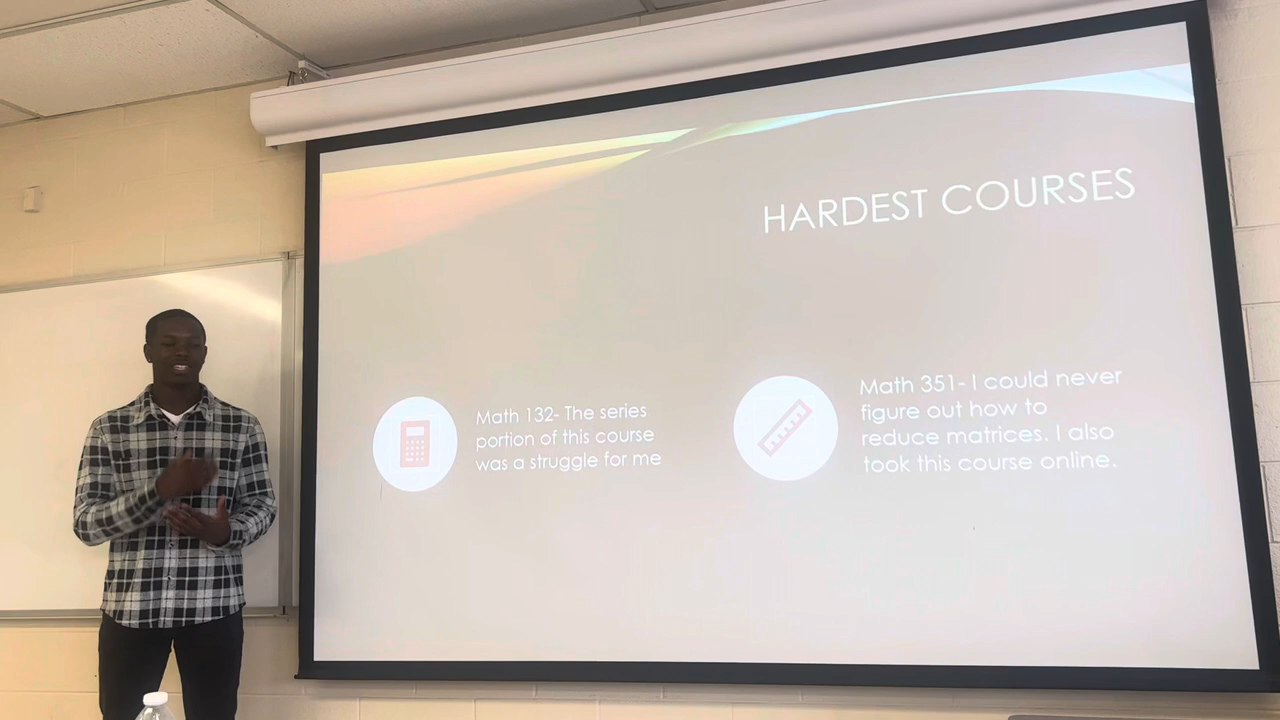 HARDEST COURSES
Math 132- The series
portion of this course
was a struggle for me
Math 351- I could never
figure out how to
reduce matrices. I also
took this course online.